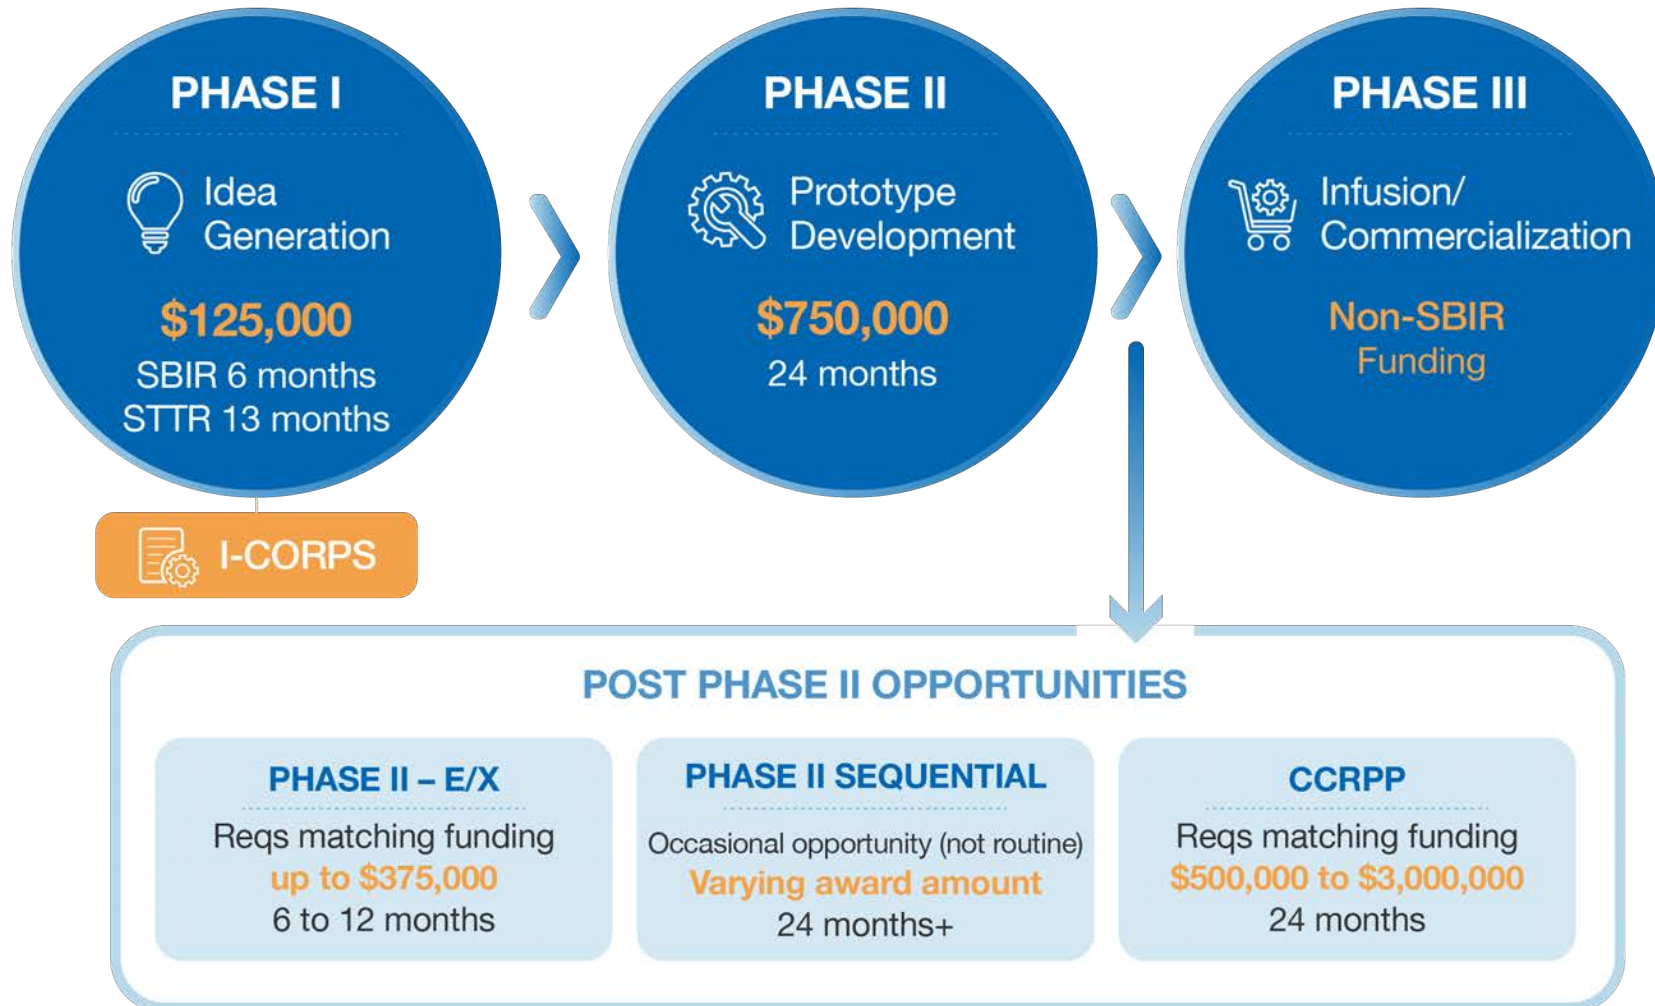 PHASE I
Idea
Generation
$125,000
SBIR 6 months
STTR 13 months
I-CORPS
PHASE II
Prototype
Development
$750,000
24 months
PHASE III
Infusion/
Commercialization
Non-SBIR
Funding
POST PHASE II OPPORTUNITIES
PHASE II – E/X
Reqs matching funding
up to $375,000
6 to 12 months
PHASE II SEQUENTIAL
Occasional opportunity (not routine)
Varying award amount
24 months+
CCRPP
Reqs matching funding
$500,000 to $3,000,000
24 months